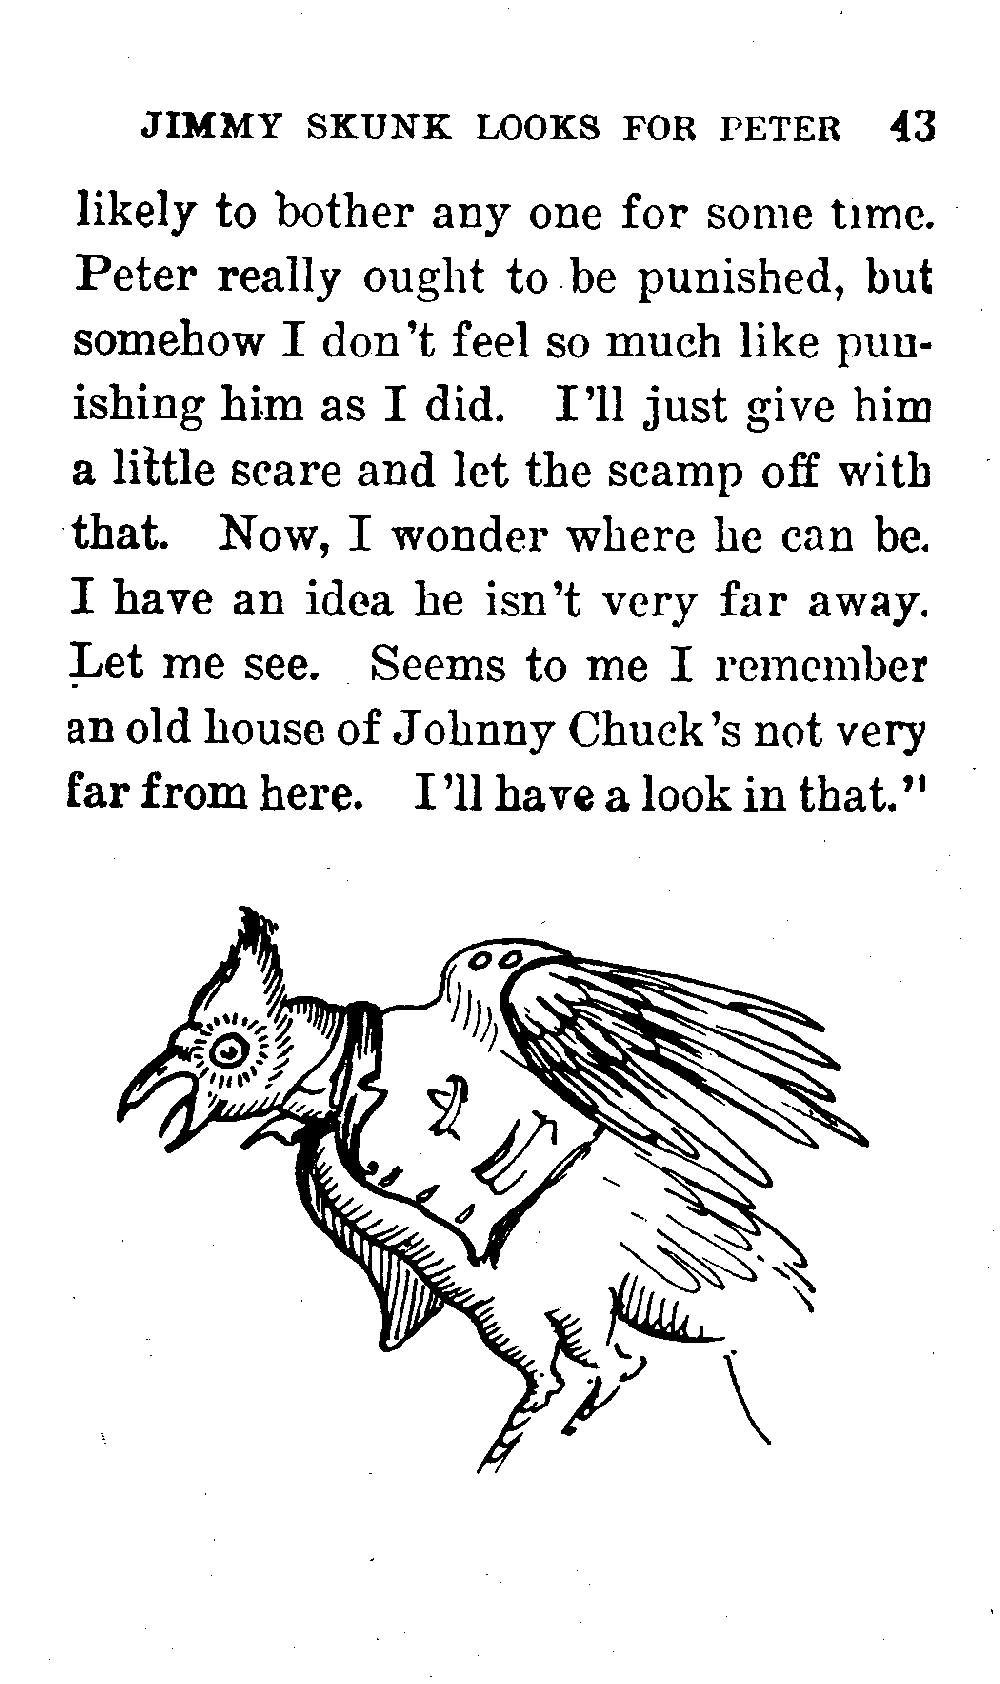 JIMMY SKUNK LOOKS FOR PETER 43
likely to bother any one for some time.
Peter really ought to be punished, but
somehow I don't feel so much like pun-
ishing him as I did. I'll just give him
a little scare and let the scamp off with
that. Now, I wonder where he can be.
I have an idea he isn't very far away.
Let me see. Seems to me I remember
an old house of Johnny Chuck's not very
far from here. I'll have a look in that."